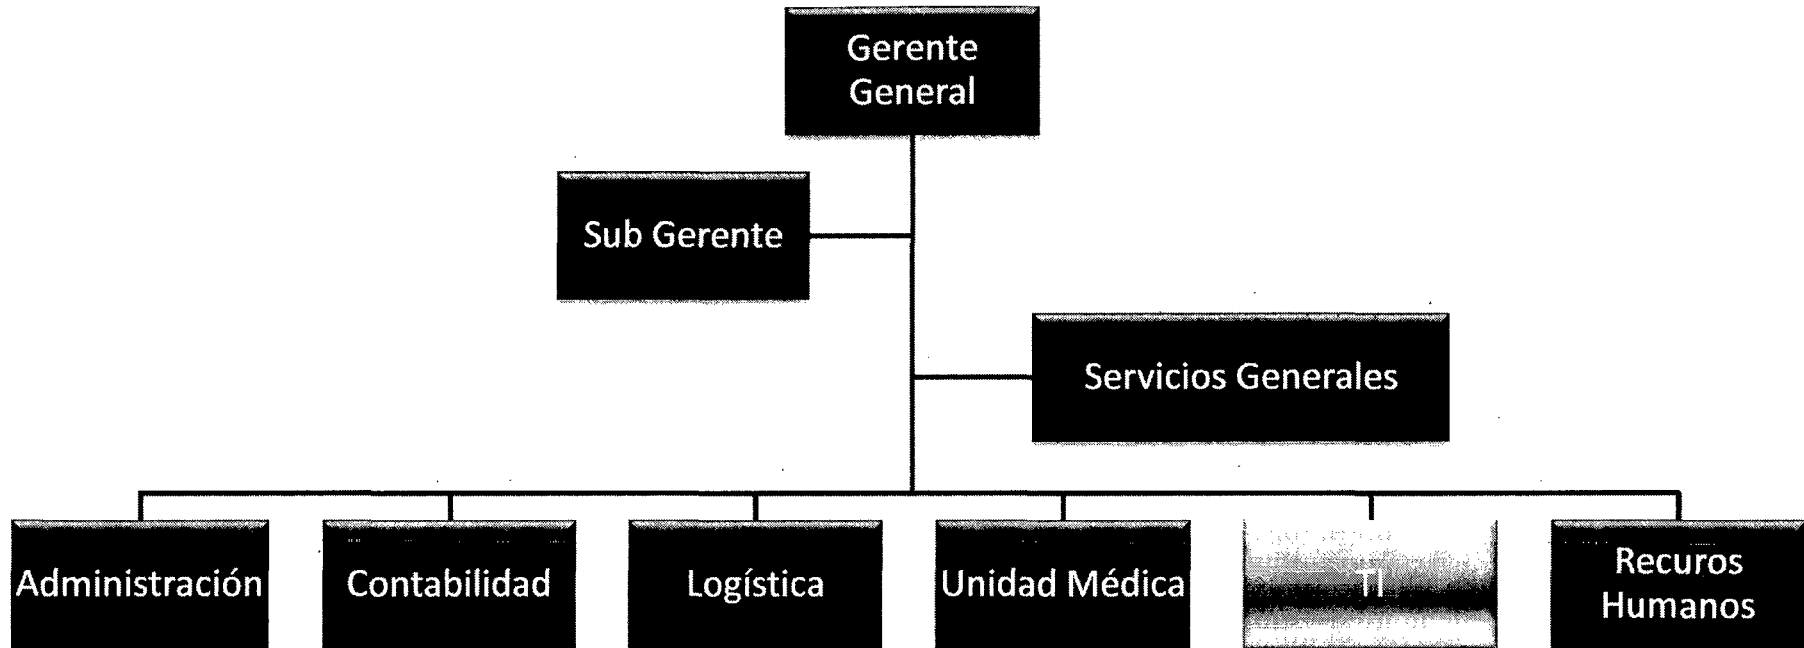 Gerente
General
Sub Gerente
Servicios Generales
Administración
Contabilidad
Logística
Unidad Médica
TI
Recuros
Humanos